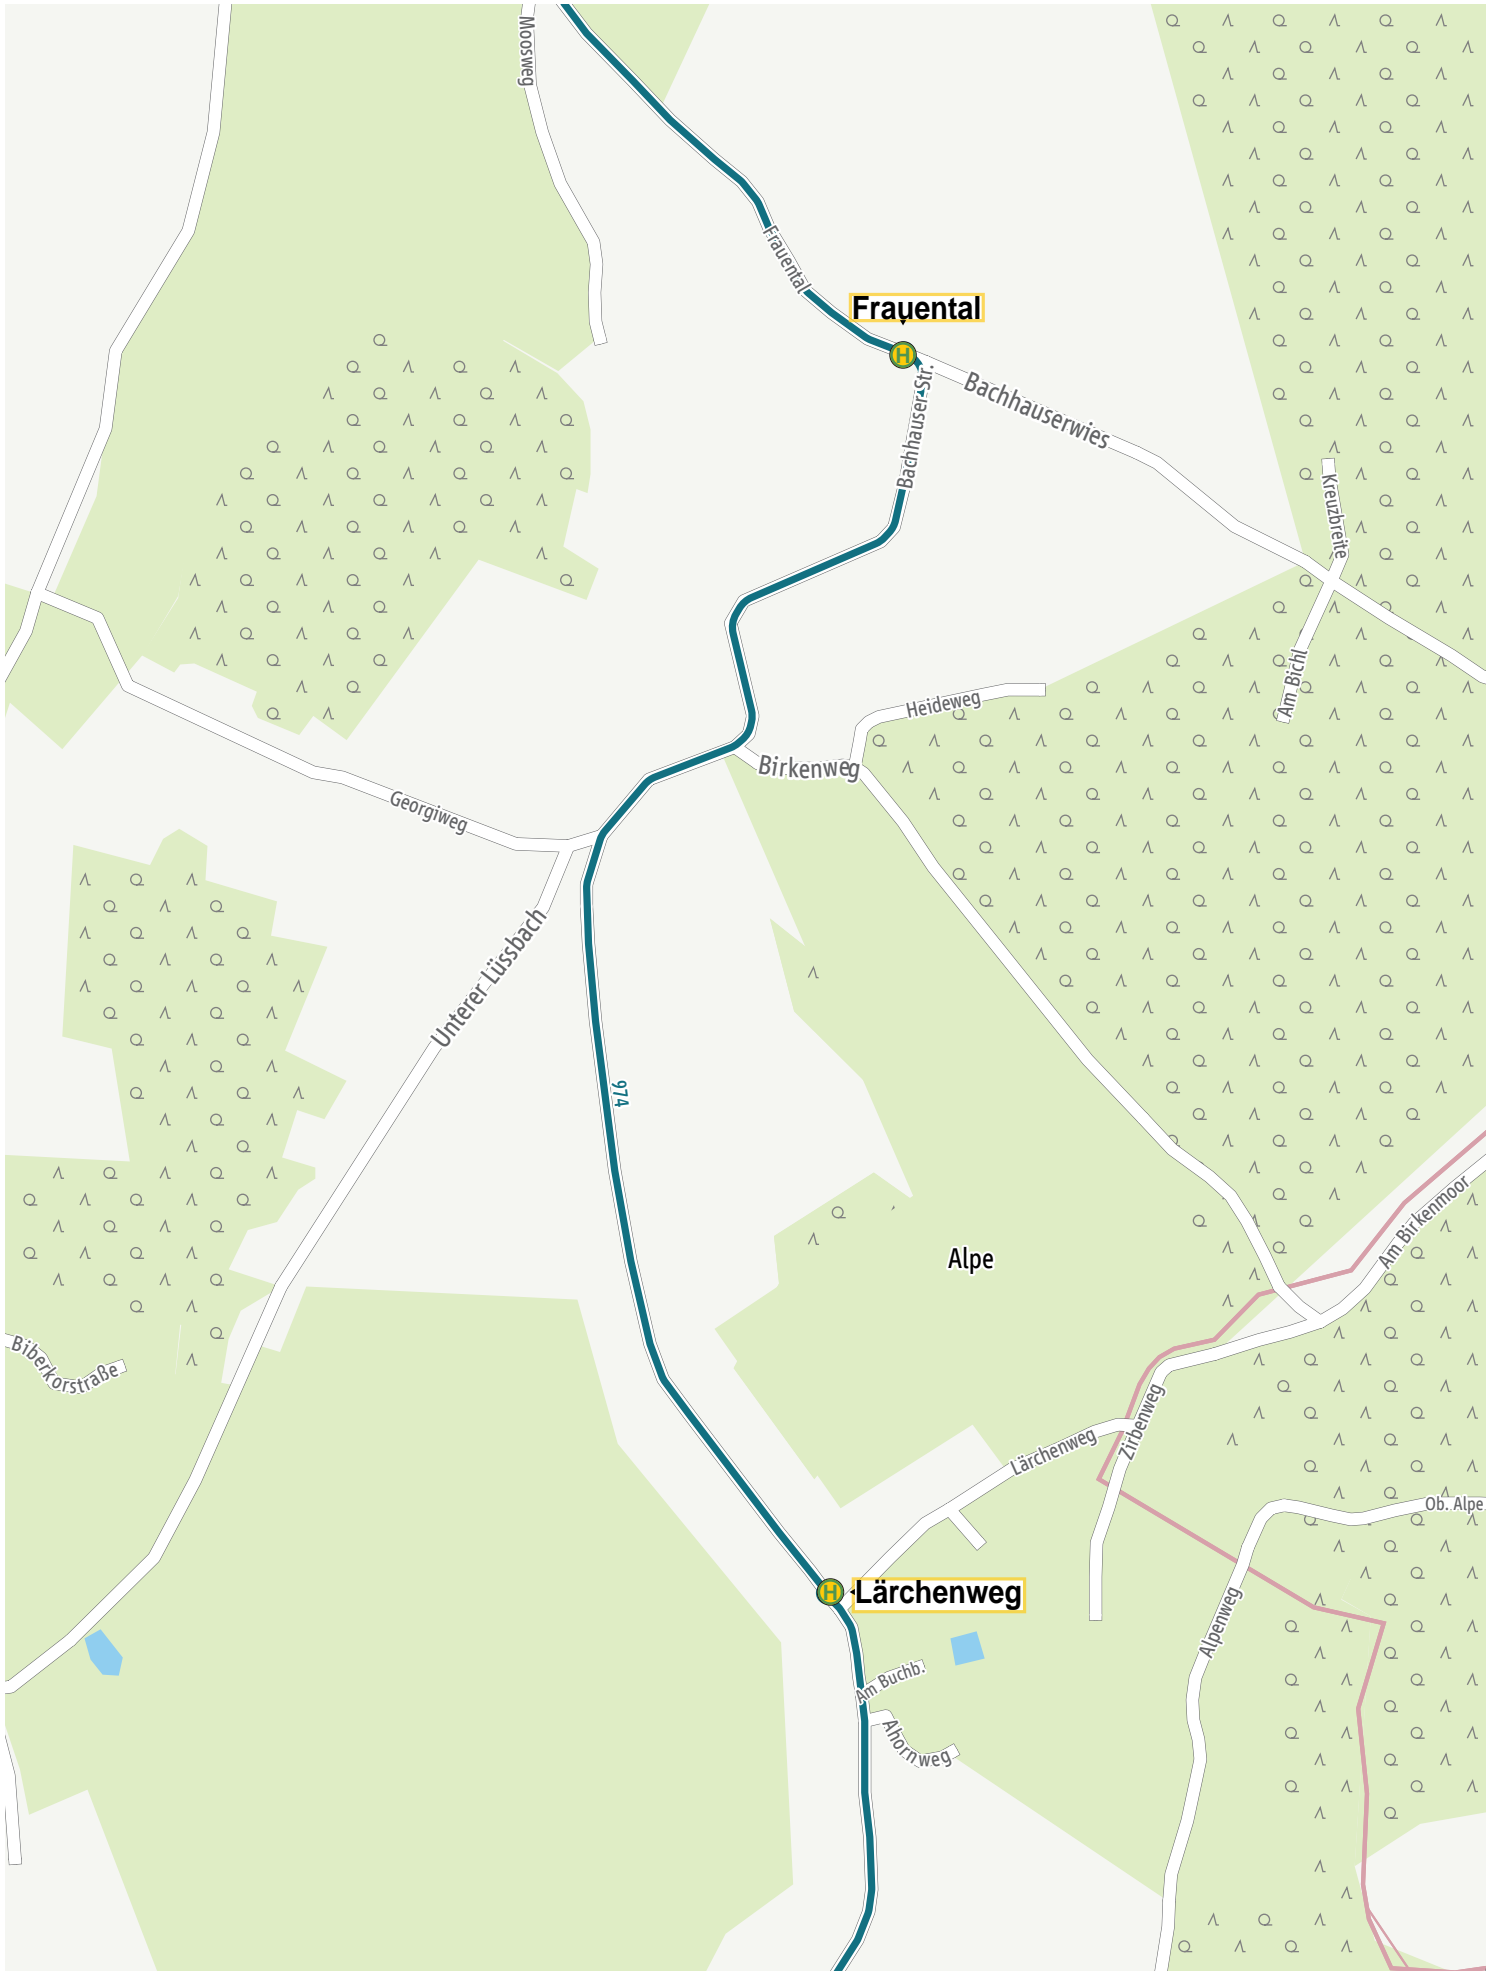 Moosweg
Frauental
Frauental
H
Bachhauser Str.
Bachhauserwies
Kreuzbreite
Am Bichl
Heideweg
Birkenweg
Georgiweg
Unterer Lüssbach
974
Am Birkenmoor
Alpe
Biberkorstraße
Zirbenweg
Lärchenweg
Ob. Alpe
H
Lärchenweg
Alpenweg
Am Buchb.
Ahornweg